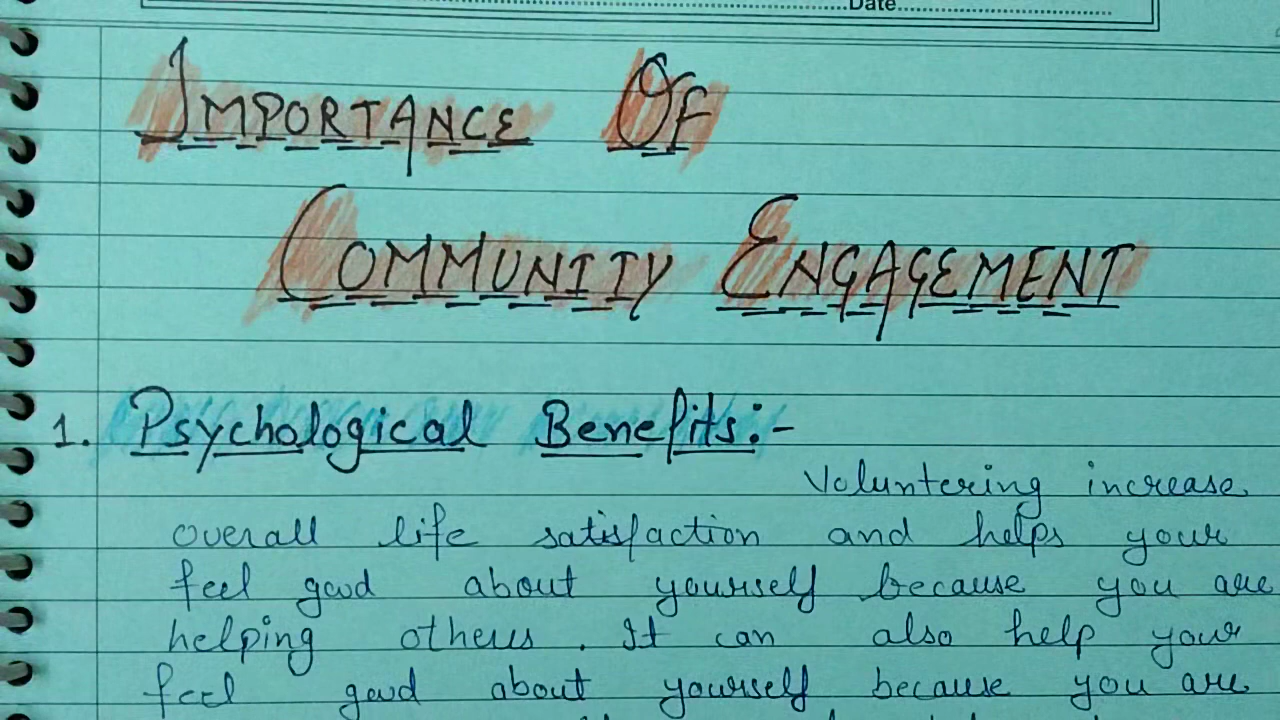 Date
IMPORTANCE OF
COMMUNITY ENGAGEMENT
1. Psychological Benefits:-
Voluntering increase
overall life satisfaction and helps your
feel good about yourself because you are
helping others. It can also help your
feel good about yourself because you are